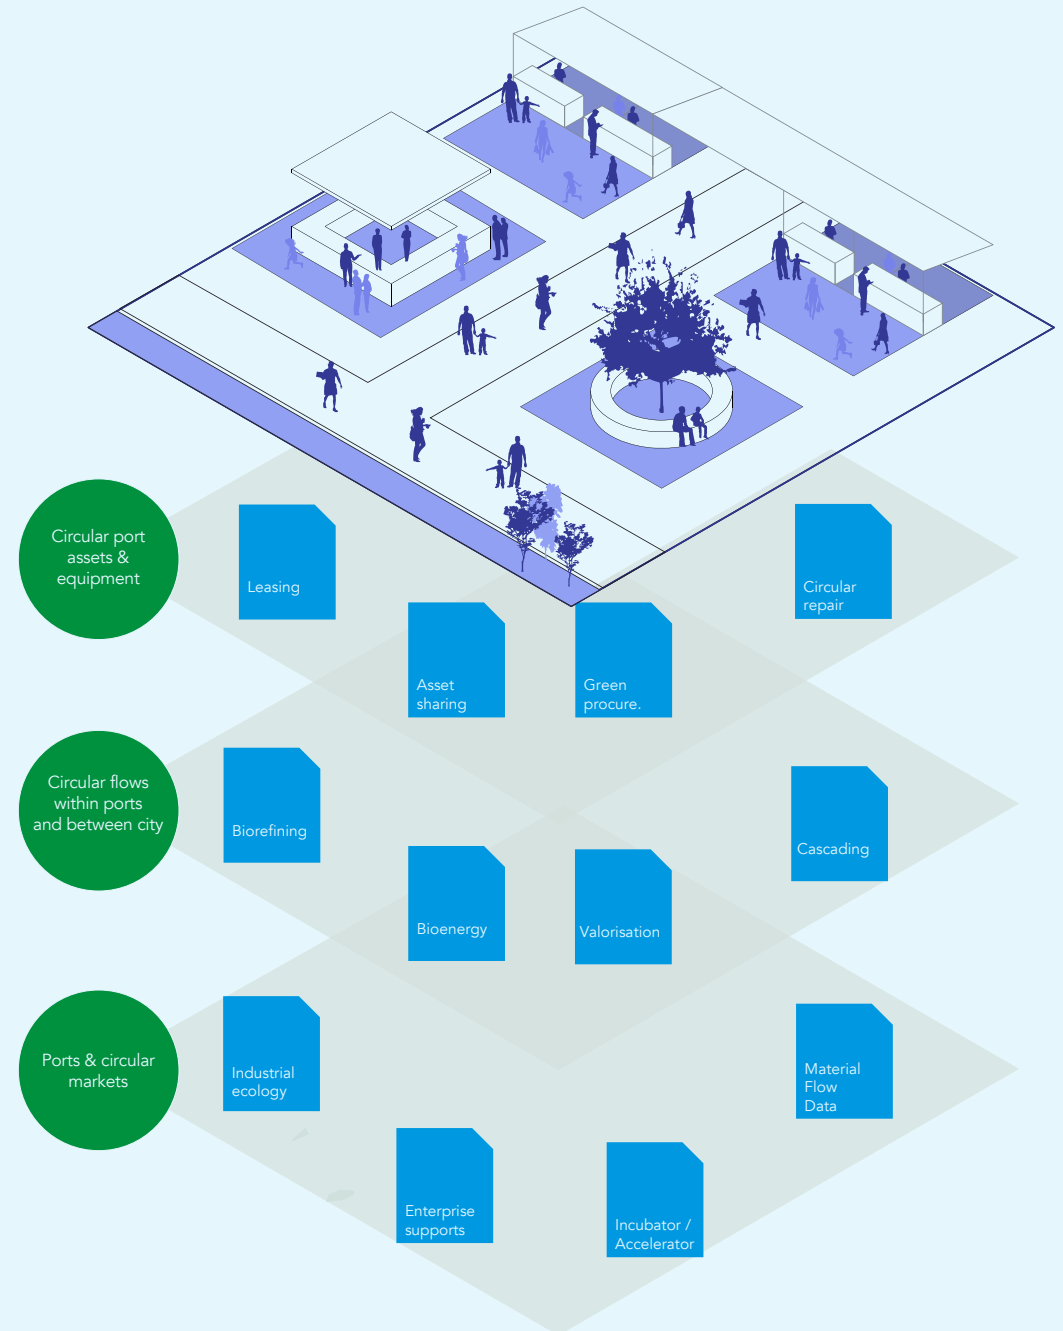 Circular port
assets &
equipment
Leasing
Circular
repair
Asset
sharing
Green
procure.
Circular flows
within ports
and between city
Biorefining
Cascading
Bioenergy
Valorisation
Ports & circular
markets
Industrial
ecology
Material
Flow
Data
Enterprise
supports
Incubator /
Accelerator